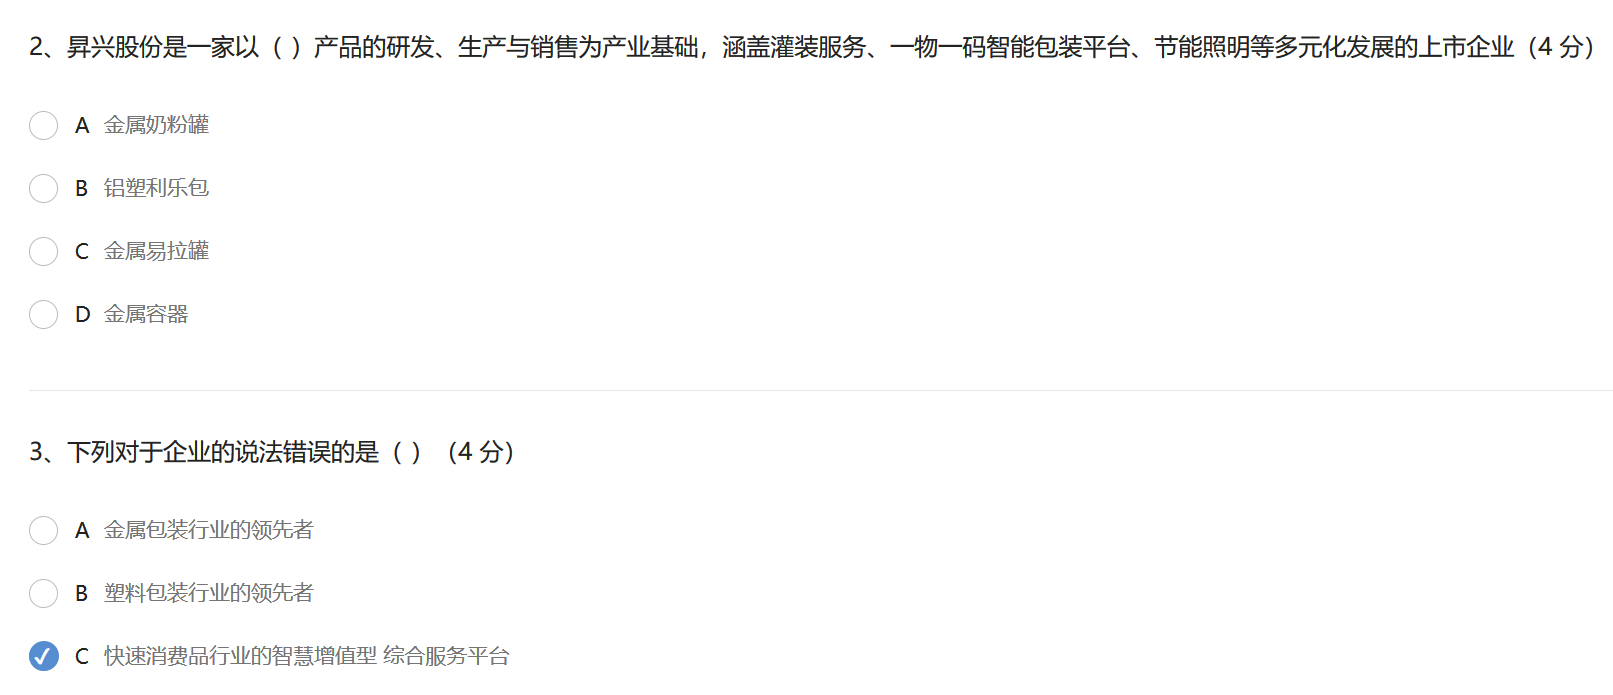 2、昇兴股份是一家以（ ）产品的研发、生产与销售为产业基础，涵盖灌装服务、一物一码智能包装平台、节能照明等多元化发展的上市企业（4 分）
A 金属奶粉罐
B 铝塑利乐包
C 金属易拉罐
D 金属容器
3、下列对于企业的说法错误的是（ ）（4 分）
A 金属包装行业的领先者
B 塑料包装行业的领先者
C 快速消费品行业的智慧增值型 综合服务平台